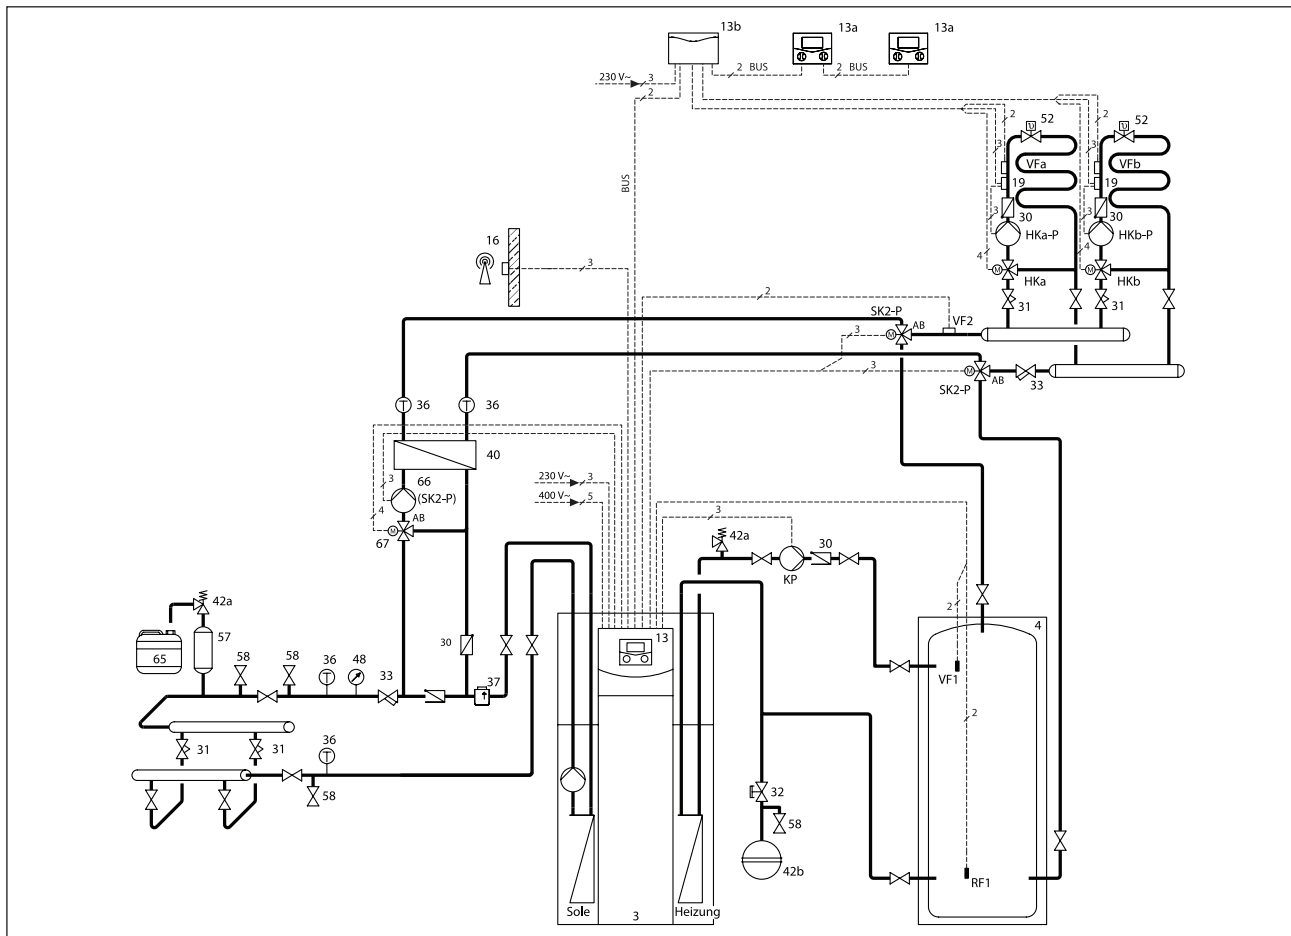 13b
13a
13a
2 BUS
2 BUS
230 V~ 3
2
BUS
2
2
52
52
3
3
VFa
VFb
19
19
3
3
30
30
HKa-P
HKb-P
4
4
M
M
HKa
HKb
31
31
16
3
2
SK2-P
AB
VF2
3
M
3
M
AB
SK2-P
33
T 36
T 36
40
3
66
(SK2-P)
4
AB
M
67
230 V~ 3
400 V~ 5
3
42a
30
KP
42a
57
65
58
58
36
T
48
33
30
37
13
2
4
VF1
2
31
31
36
T
58
32
58
42b
RF1
Sole
3
Heizung